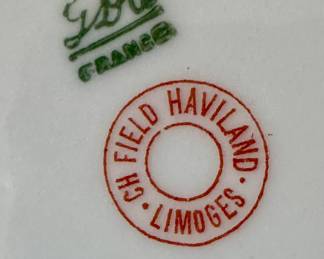 FRANCE
CH FIELD HAVILAND · LIMOGES ·